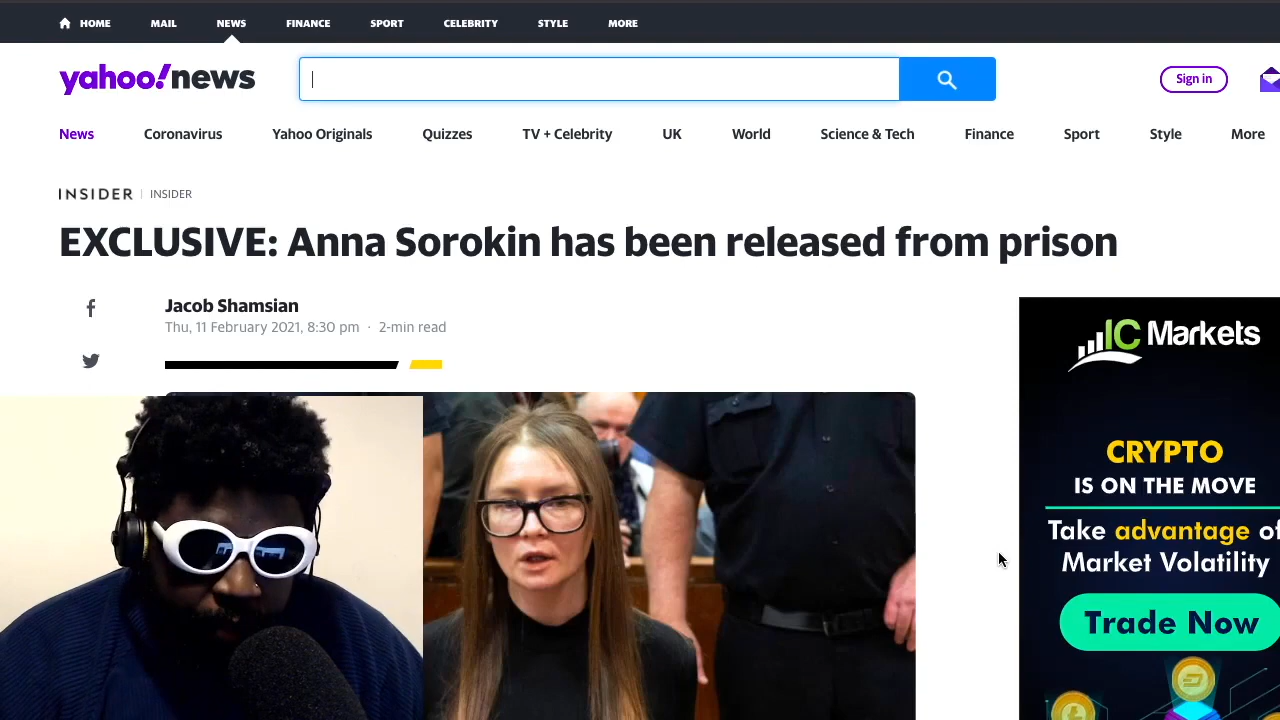 HOME MAIL NEWS FINANCE SPORT CELEBRITY STYLE MORE
yahoo!news
Sign in
News Coronavirus Yahoo Originals Quizzes TV + Celebrity UK World Science & Tech Finance Sport Style More
INSIDER | INSIDER
EXCLUSIVE: Anna Sorokin has been released from prison
Jacob Shamsian
Thu, 11 February 2021, 8:30 pm · 2-min read
IC Markets
CRYPTO
IS ON THE MOVE
Take advantage of
Market Volatility
Trade Now